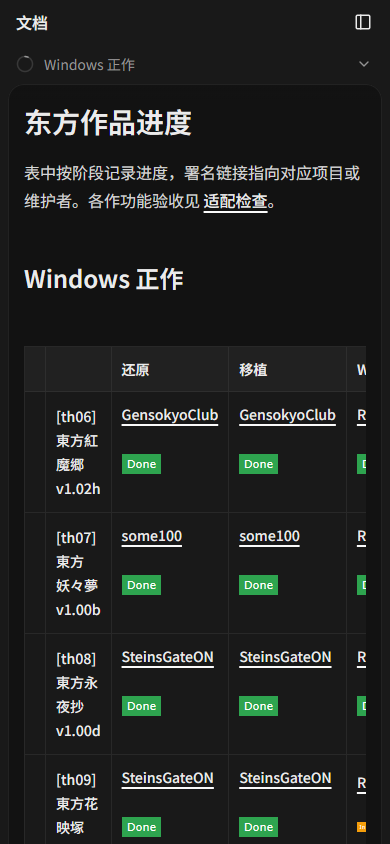 文档
Windows 正作
东方作品进度
表中按阶段记录进度，署名链接指向对应项目或
维护者。各作功能验收见 适配检查。
Windows 正作
还原 移植
[th06]
東方紅
魔郷
v1.02h
GensokyoClub GensokyoClub
Done Done
[th07]
東方
妖々夢
v1.00b
some100 some100
Done Done
[th08]
東方永
夜抄
v1.00d
SteinsGateON SteinsGateON
Done Done
[th09]
東方花
映塚
SteinsGateON SteinsGateON
Done Done